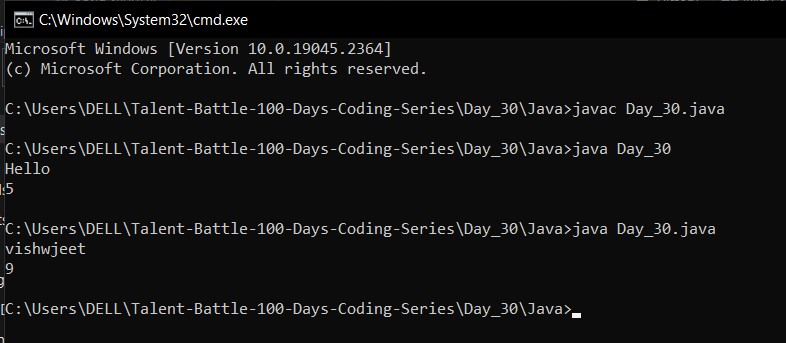 C:\Windows\System32\cmd.exe
Microsoft Windows [Version 10.0.19045.2364]
(c) Microsoft Corporation. All rights reserved.
C:\Users\DELL\Talent-Battle-100-Days-Coding-Series\Day_30\Java>javac Day_30.java
C:\Users\DELL\Talent-Battle-100-Days-Coding-Series\Day_30\Java>java Day_30
Hello
5
C:\Users\DELL\Talent-Battle-100-Days-Coding-Series\Day_30\Java>java Day_30.java
vishwjeet
9
C:\Users\DELL\Talent-Battle-100-Days-Coding-Series\Day_30\Java>